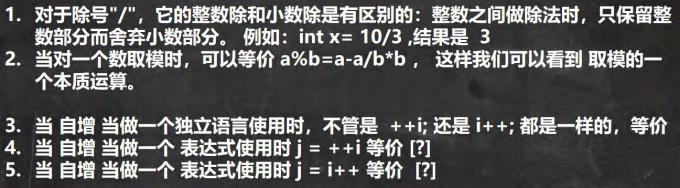 1. 对于除号"/"，它的整数除和小数除是有区别的：整数之间做除法时，只保留整
数部分而舍弃小数部分。 例如：int x= 10/3 ,结果是 3
2. 当对一个数取模时，可以等价 a%b=a-a/b*b ， 这样我们可以看到 取模的一
个本质运算。
3. 当 自增 当做一个独立语言使用时，不管是 ++i; 还是 i++; 都是一样的，等价
4. 当 自增 当做一个 表达式使用时 j = ++i 等价 [?]
5. 当 自增 当做一个 表达式使用时 j = i++ 等价 [?]